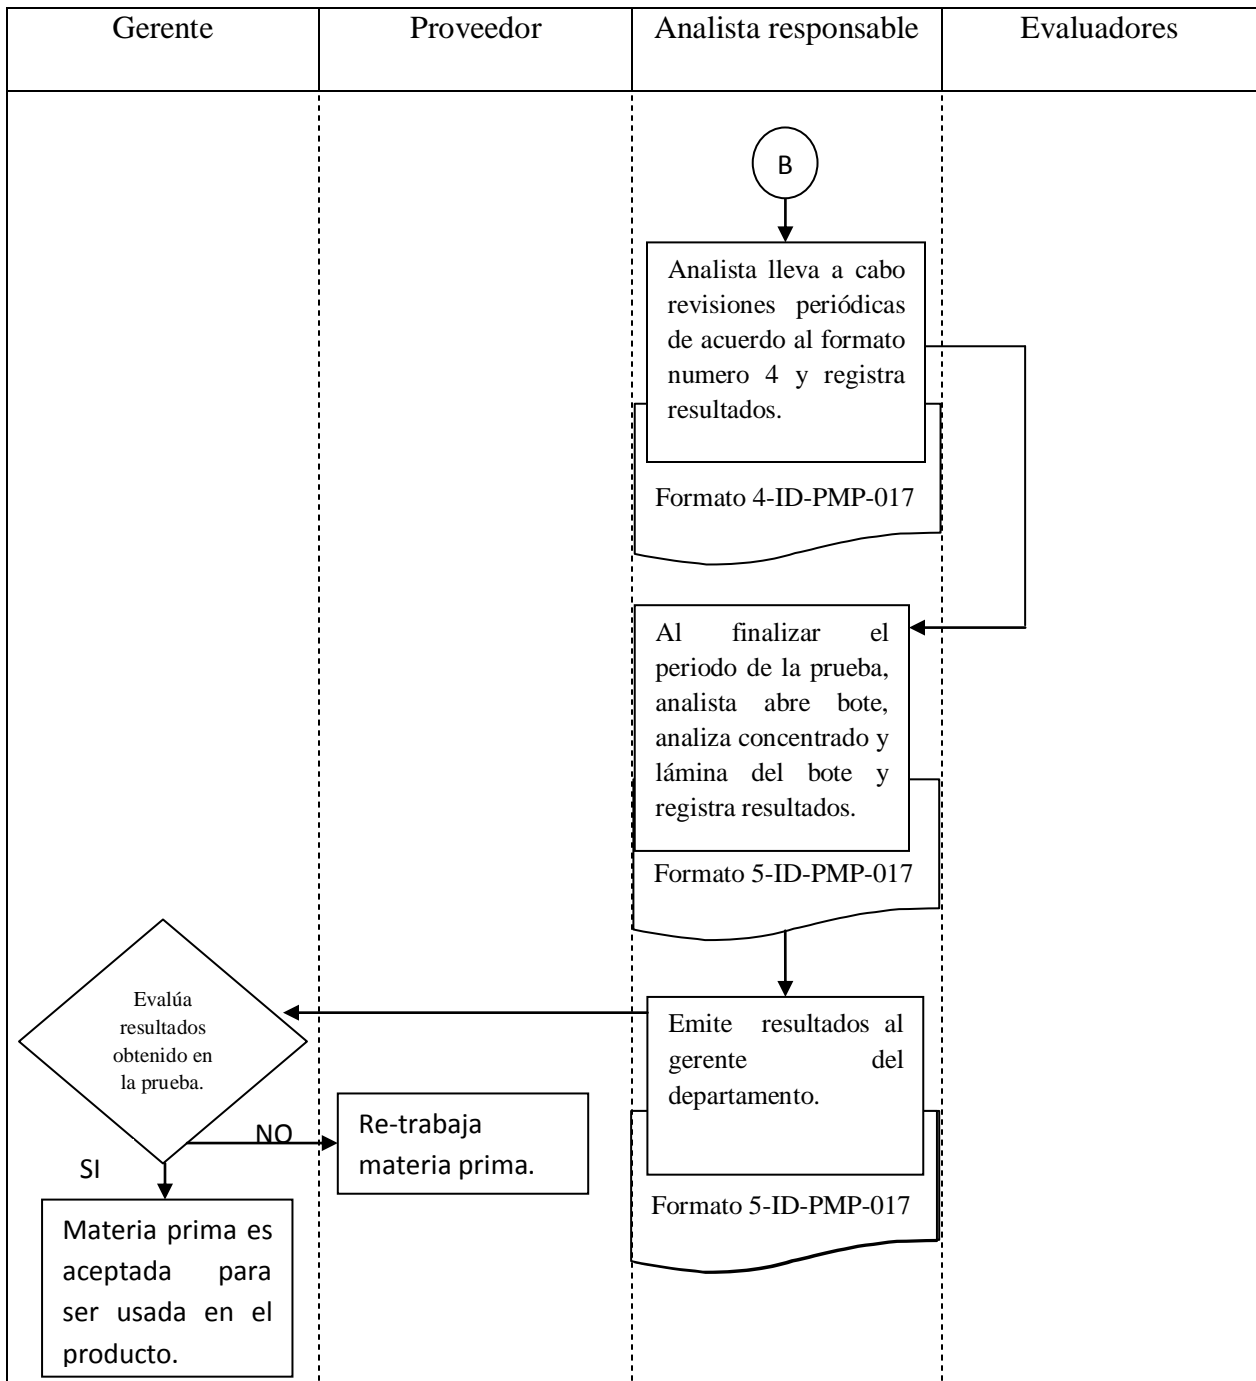 Gerente
Proveedor
Analista responsable
Evaluadores
B
Analista lleva a cabo
revisiones periódicas
de acuerdo al formato
numero 4 y registra
resultados.
Formato 4-ID-PMP-017
Al finalizar el
periodo de la prueba,
analista abre bote,
analiza concentrado y
lámina del bote y
registra resultados.
Formato 5-ID-PMP-017
Emite resultados al
gerente del
departamento.
Formato 5-ID-PMP-017
Evalúa
resultados
obtenido en
la prueba.
NO
Re-trabaja
materia prima.
SI
Materia prima es
aceptada para
ser usada en el
producto.